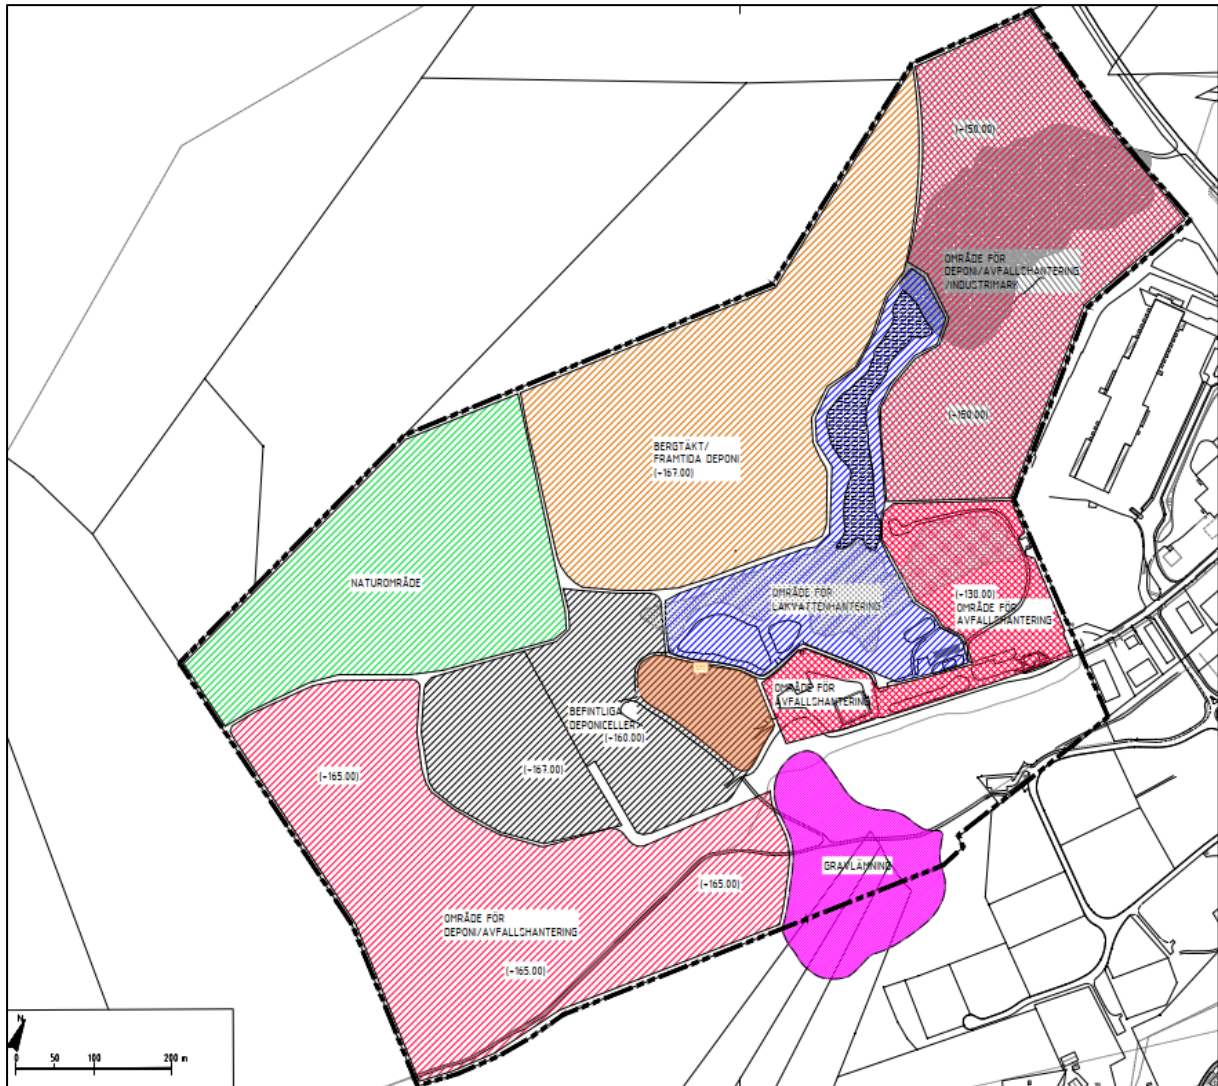 (+150.00)
OMRÅDE FÖR
DEPONI/AVFALLSHANTERING
/INDUSTRIMARK
(+150.00)
BERGTÄKT/
FRAMTIDA DEPONI
(+167.00)
NATUROMRÅDE
OMRÅDE FÖR
LAKVATTENHANTERING
(+130.00)
OMRÅDE FÖR
AVFALLSHANTERING
OMRÅDE FÖR
AVFALLSHANTERING
BEFINTLIGA
DEPONICELLER
(+160.00)
(+167.00)
(+165.00)
GRAVLÄMNING
(+165.00)
OMRÅDE FÖR
DEPONI/AVFALLSHANTERING
(+165.00)
N
0 50 100 200 m